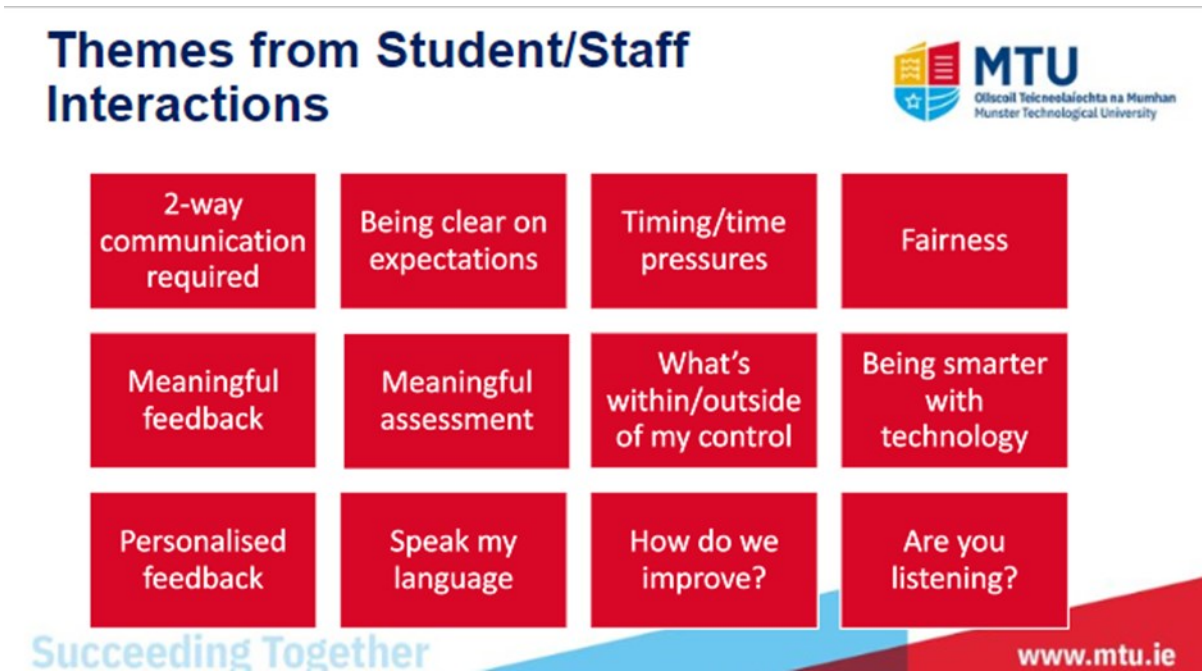 Themes from Student/Staff
Interactions
MTU
Ollscoil Teicneolaíochta na Mumhan
Munster Technological University
2-way
communication
required
Being clear on
expectations
Timing/time
pressures
Fairness
Meaningful
feedback
Meaningful
assessment
What's
within/outside
of my control
Being smarter
with
technology
Personalised
feedback
Speak my
language
How do we
improve?
Are you
listening?
Succeeding Together
www.mtu.ie